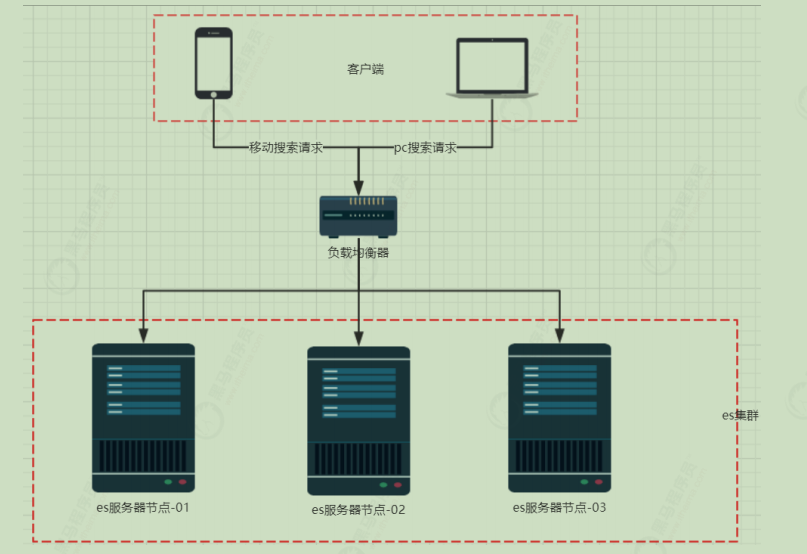 客户端
移动搜索请求
pc搜索请求
负载均衡器
es集群
es服务器节点-01
es服务器节点-02
es服务器节点-03